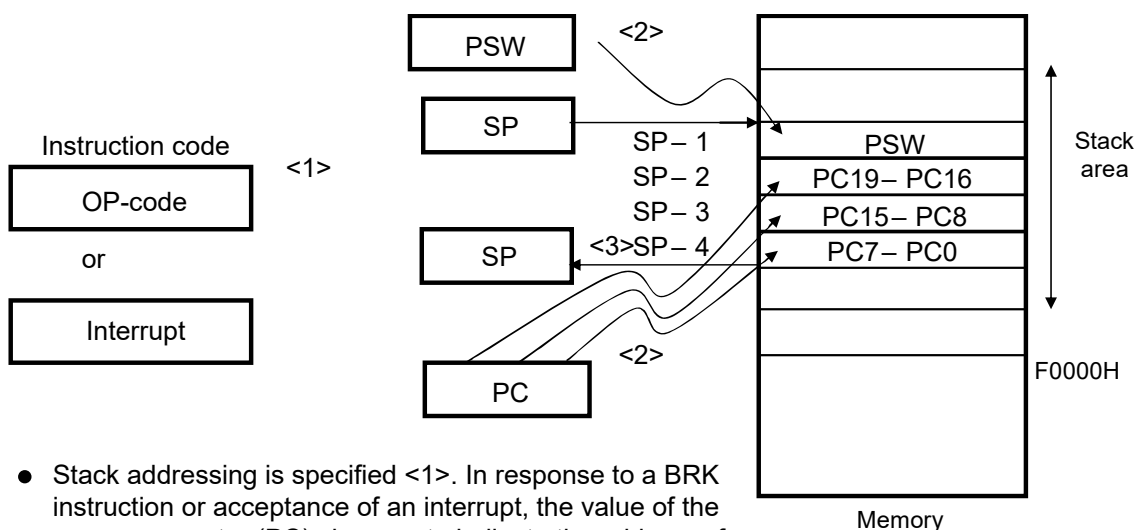 PSW
<2>
SP
Instruction code
<1>
OP-code
or
Interrupt
SP– 1
SP– 2
SP– 3
<3>SP– 4
SP
<2>
PC
PSW
PC19– PC16
PC15– PC8
PC7– PC0
Stack
area
F0000H
Memory
● Stack addressing is specified <1>. In response to a BRK
instruction or acceptance of an interrupt, the value of the